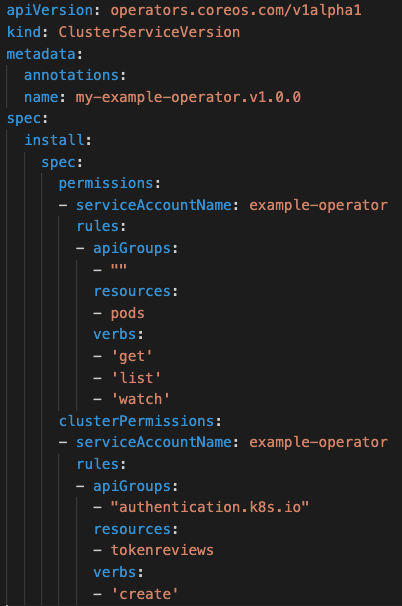 apiVersion: operators.coreos.com/v1alpha1
kind: ClusterServiceVersion
metadata:
  annotations:
  name: my-example-operator.v1.0.0
spec:
  install:
    spec:
      permissions:
      - serviceAccountName: example-operator
        rules:
        - apiGroups:
          - ""
          resources:
          - pods
          verbs:
          - 'get'
          - 'list'
          - 'watch'
      clusterPermissions:
      - serviceAccountName: example-operator
        rules:
        - apiGroups:
          - "authentication.k8s.io"
          resources:
          - tokenreviews
          verbs:
          - 'create'